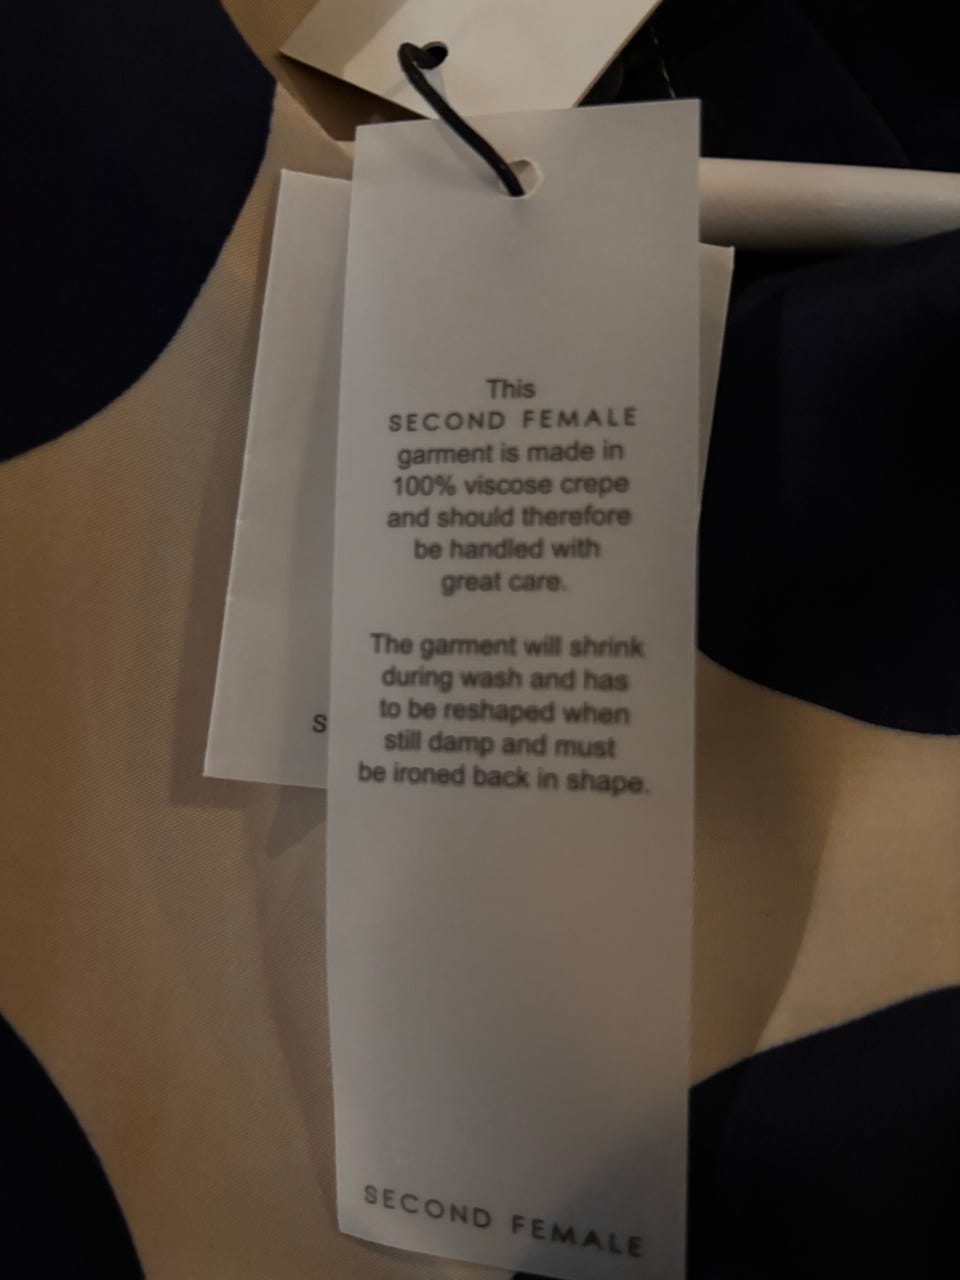 This
SECOND FEMALE
garment is made in
100% viscose crepe
and should therefore
be handled with
great care.
The garment will shrink
during wash and has
to be reshaped when
still damp and must
be ironed back in shape.
S
SECOND FEMALE